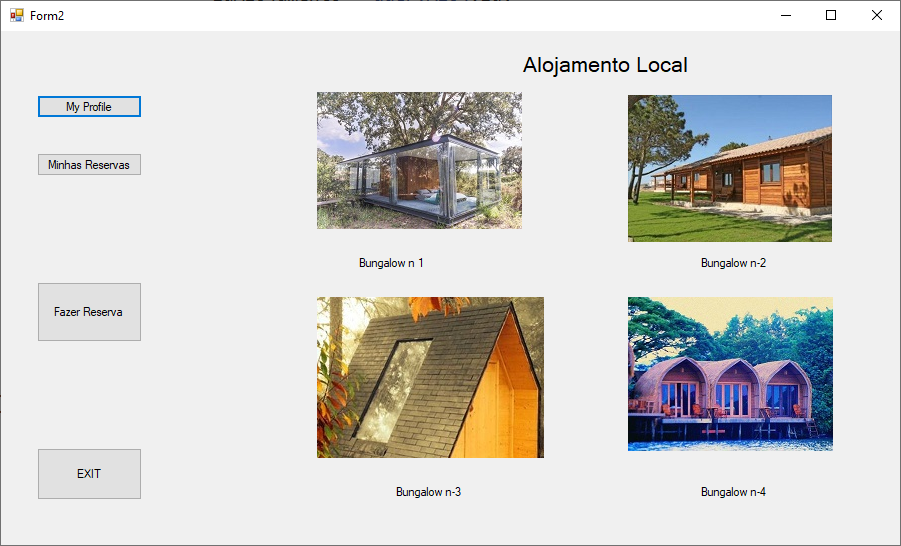 Form2
Alojamento Local
My Profile
Minhas Reservas
Bungalow n 1
Bungalow n-2
Fazer Reserva
EXIT
Bungalow n-3
Bungalow n-4